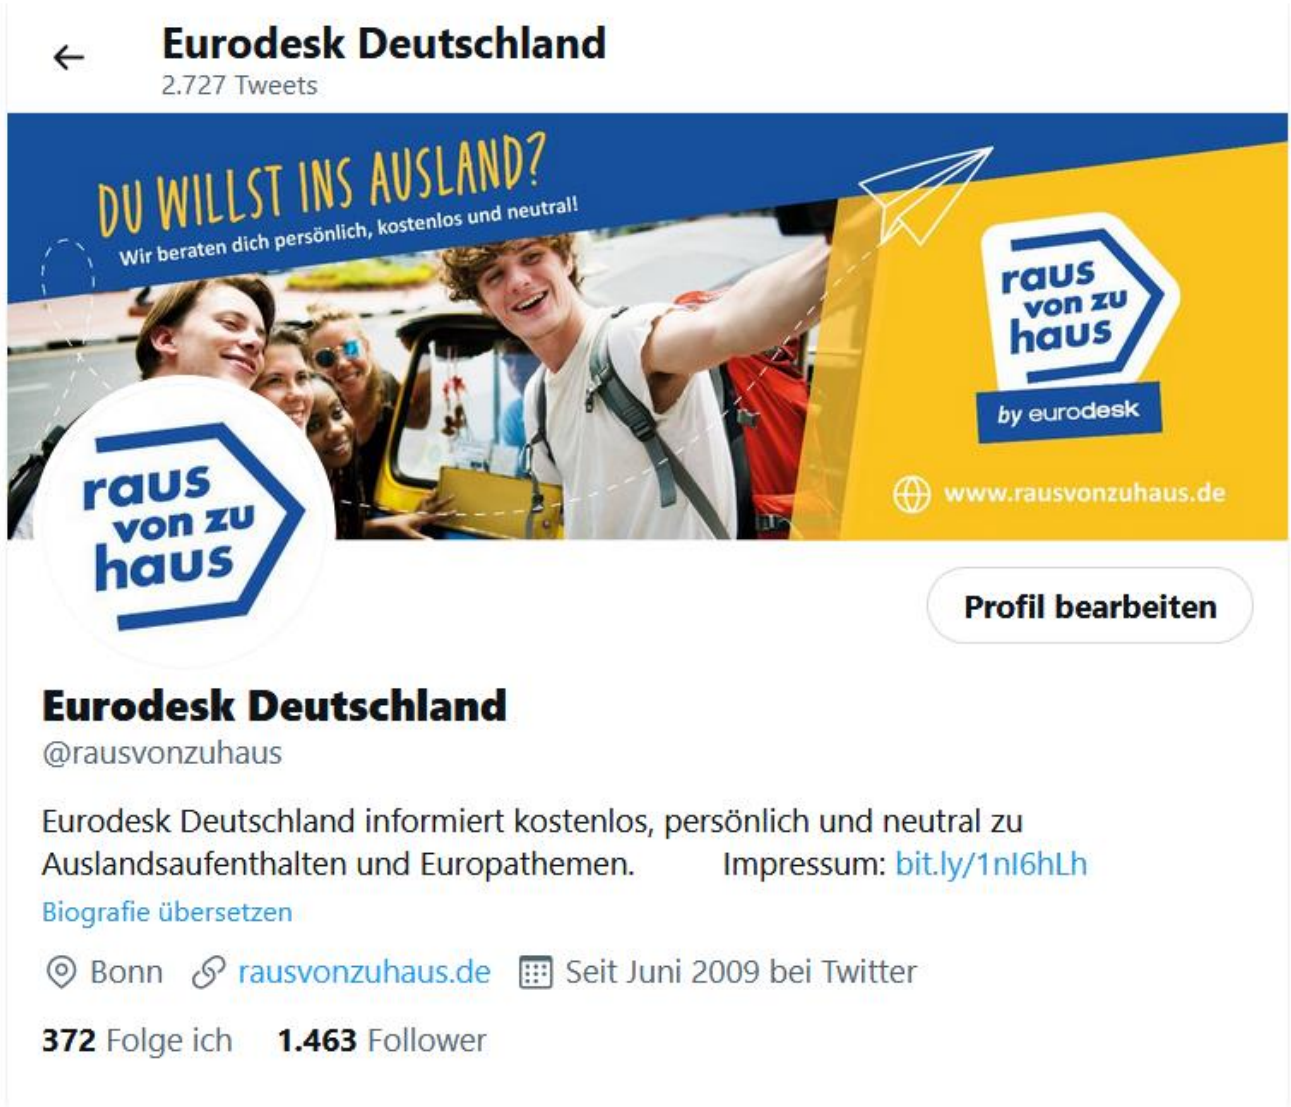 Eurodesk Deutschland
2.727 Tweets
DU WILLST INS AUSLAND?
Wir beraten dich persönlich, kostenlos und neutral!
raus
von zu
haus
by eurodesk
www.rausvonzuhaus.de
raus
von zu
haus
Profil bearbeiten
Eurodesk Deutschland
@rausvonzuhaus
Eurodesk Deutschland informiert kostenlos, persönlich und neutral zu
Auslandsaufenthalten und Europathemen. Impressum: bit.ly/1nI6hLh
Biografie übersetzen
Bonn rausvonzuhaus.de Seit Juni 2009 bei Twitter
372 Folge ich 1.463 Follower